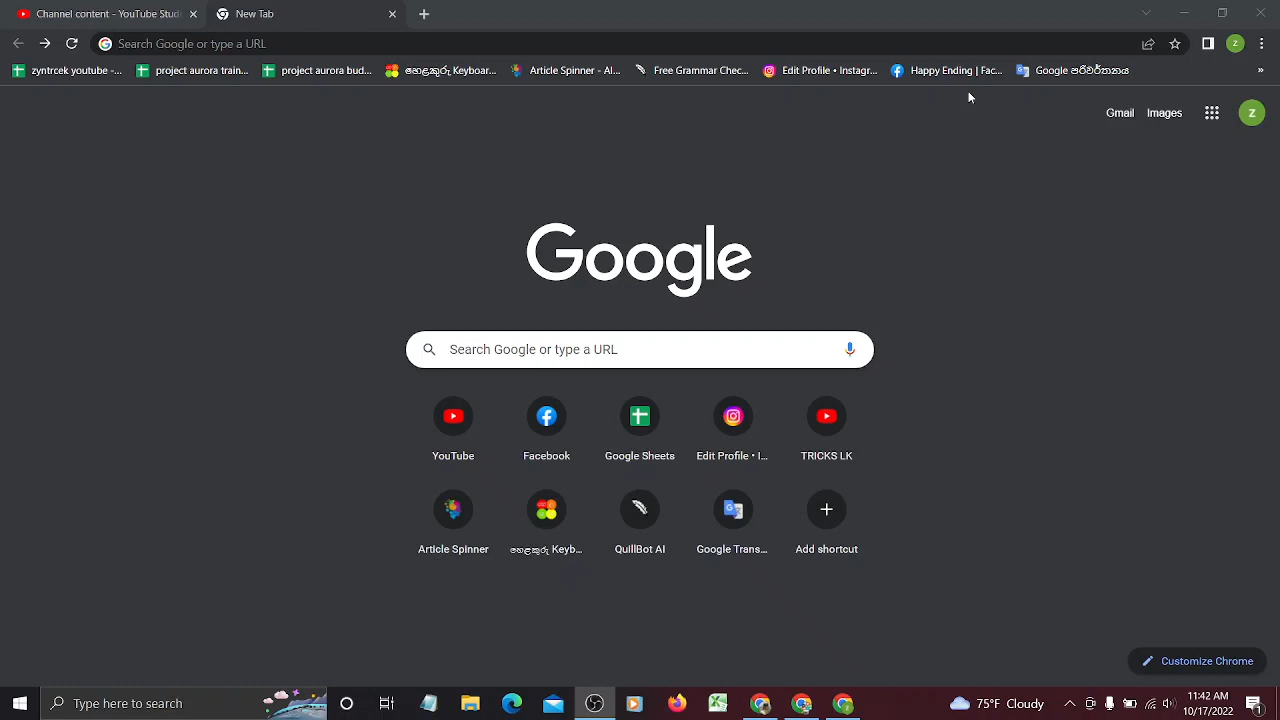 Channel content - YouTube Stud
New Tab
Search Google or type a URL
zyntrcek youtube -...
project aurora train...
project aurora bud...
හෙළකුරු Keyboar...
Article Spinner - AI...
Free Grammar Chec...
Edit Profile • Instagr...
Happy Ending | Fac...
Google පරිවර්තනය
»
Gmail
Images
z
Google
Search Google or type a URL
YouTube
Facebook
Google Sheets
Edit Profile • I...
TRICKS LK
Article Spinner
හෙළකුරු Keyb...
QuillBot AI
Google Trans...
Add shortcut
Customize Chrome
Type here to search
75°F Cloudy
11:42 AM
10/17/2022